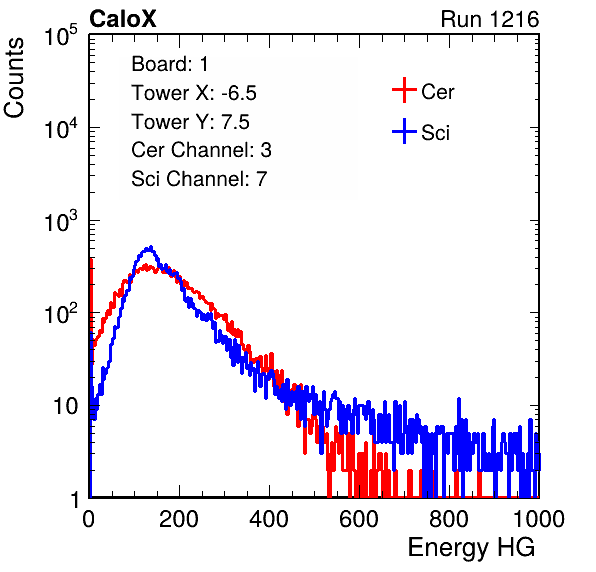 CaloX Run 1216
Counts
Board: 1
Tower X: -6.5
Tower Y: 7.5
Cer Channel: 3
Sci Channel: 7
Cer
Sci
10^5
10^4
10^3
10^2
10
1
0 200 400 600 800 1000
Energy HG